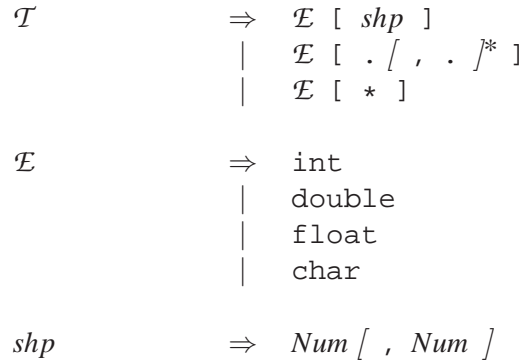 𝒯 ⇒ ℰ [ shp ]
| ℰ [ . [ , . ]* ]
| ℰ [ * ]
ℰ ⇒ int
| double
| float
| char
shp ⇒ Num [ , Num ]